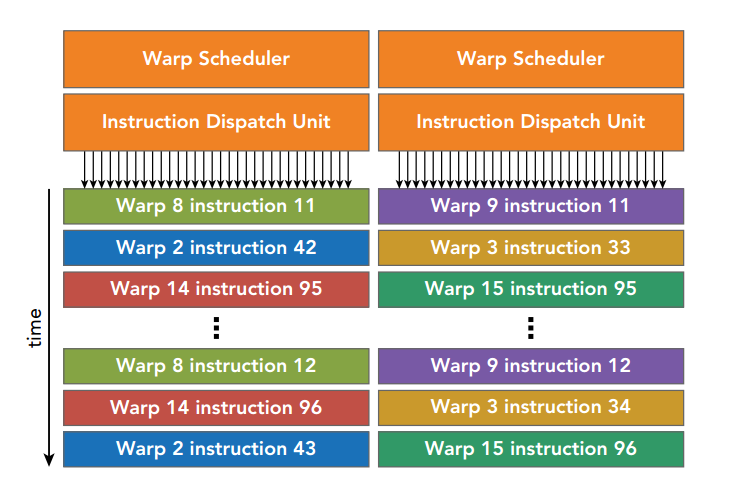 Warp Scheduler
Warp Scheduler
Instruction Dispatch Unit
Instruction Dispatch Unit
Warp 8 instruction 11
Warp 9 instruction 11
Warp 2 instruction 42
Warp 3 instruction 33
Warp 14 instruction 95
Warp 15 instruction 95
time
Warp 8 instruction 12
Warp 9 instruction 12
Warp 14 instruction 96
Warp 3 instruction 34
Warp 2 instruction 43
Warp 15 instruction 96